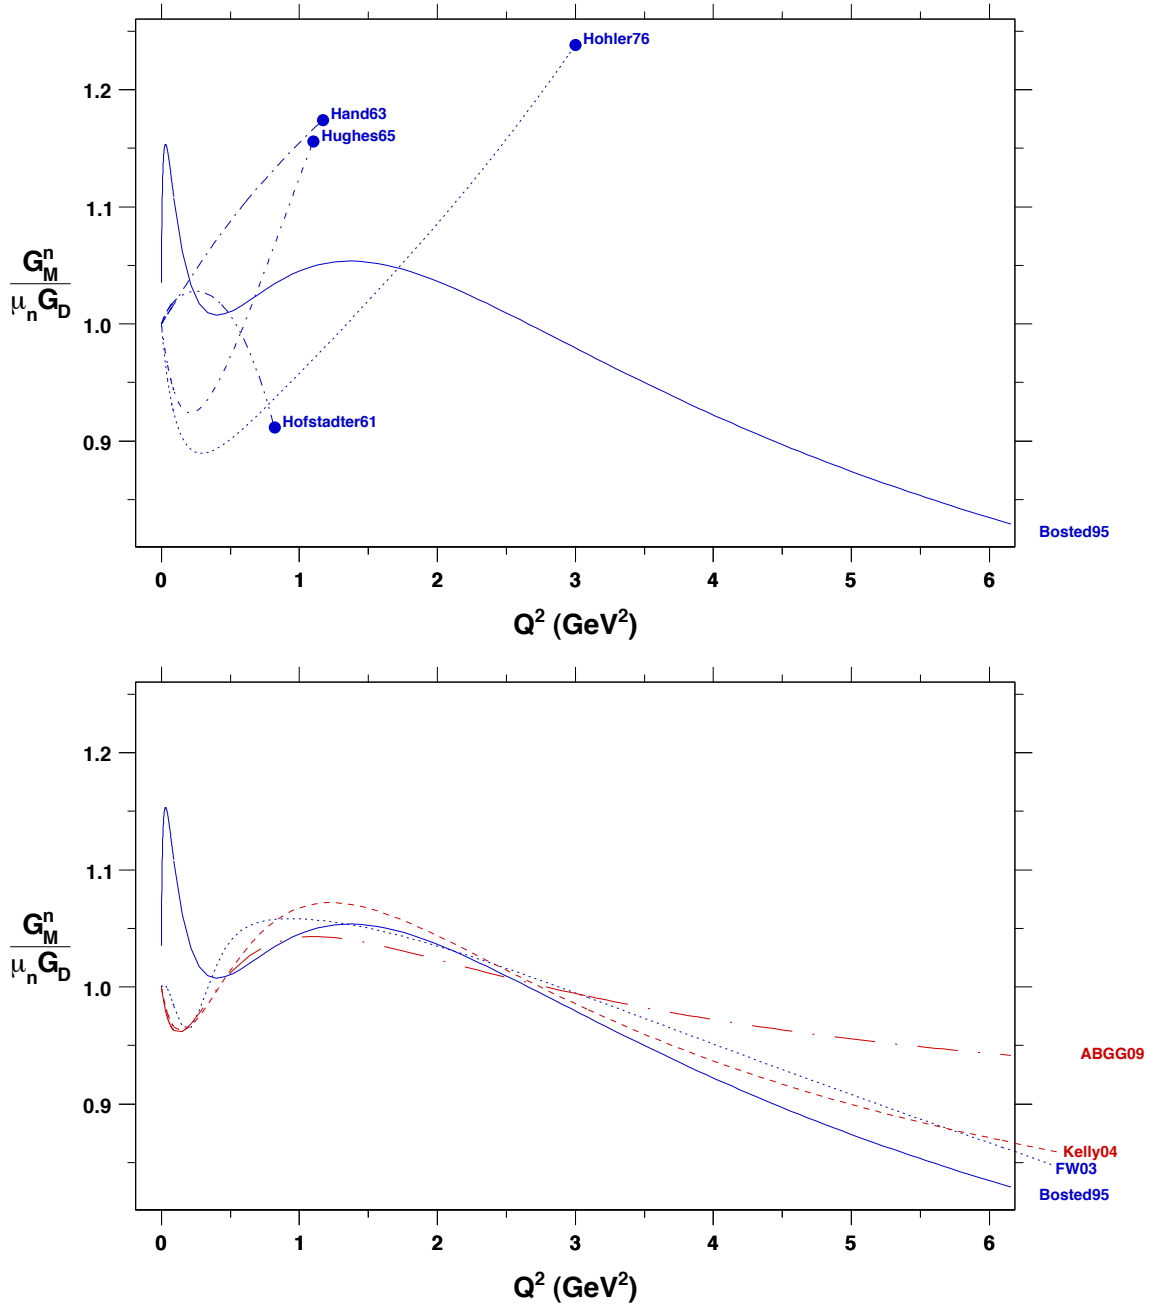 Hohler76
1.2
Hand63
Hughes65
1.1
G_M^n
μ_n G_D
1.0
Hofstadter61
0.9
Bosted95
0 1 2 3 4 5 6
Q^2 (GeV^2)
1.2
1.1
G_M^n
μ_n G_D
1.0
ABGG09
0.9
Kelly04
FW03
Bosted95
0 1 2 3 4 5 6
Q^2 (GeV^2)